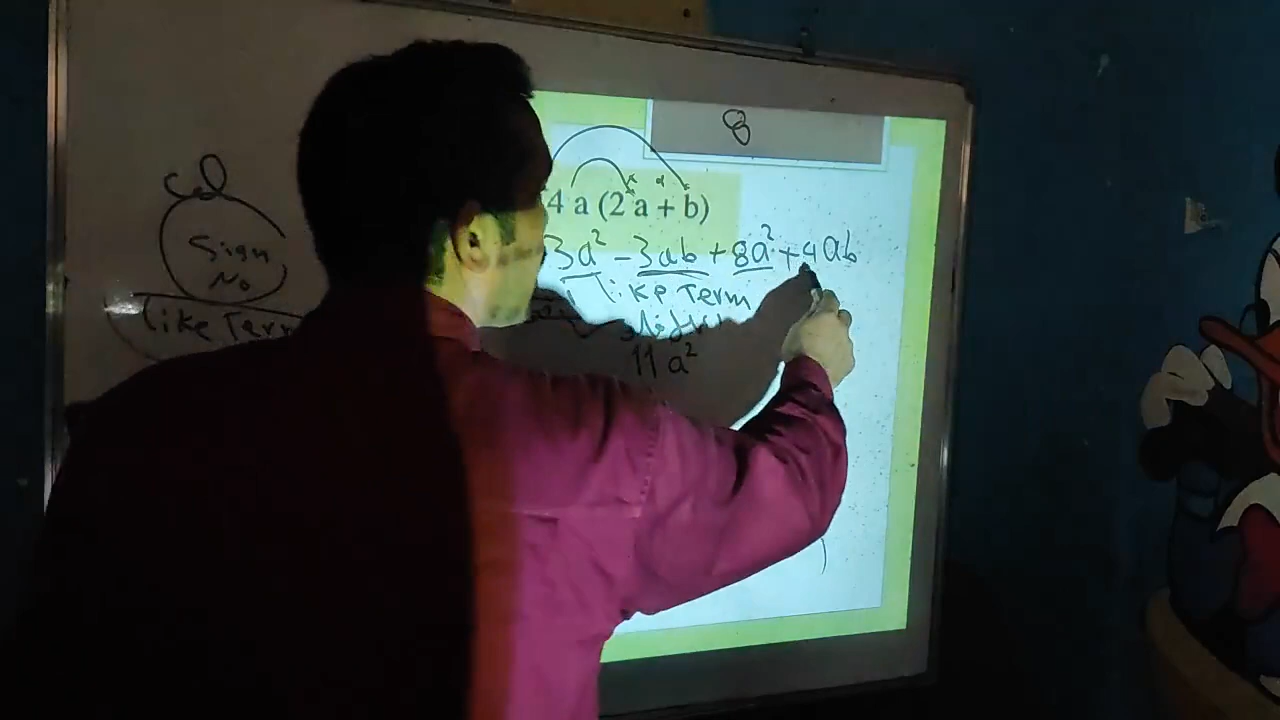 8
4 a (2 a + b)
3a² - 3ab + 8a² + 4ab
like Term
11 a²
Sign
No
like Term